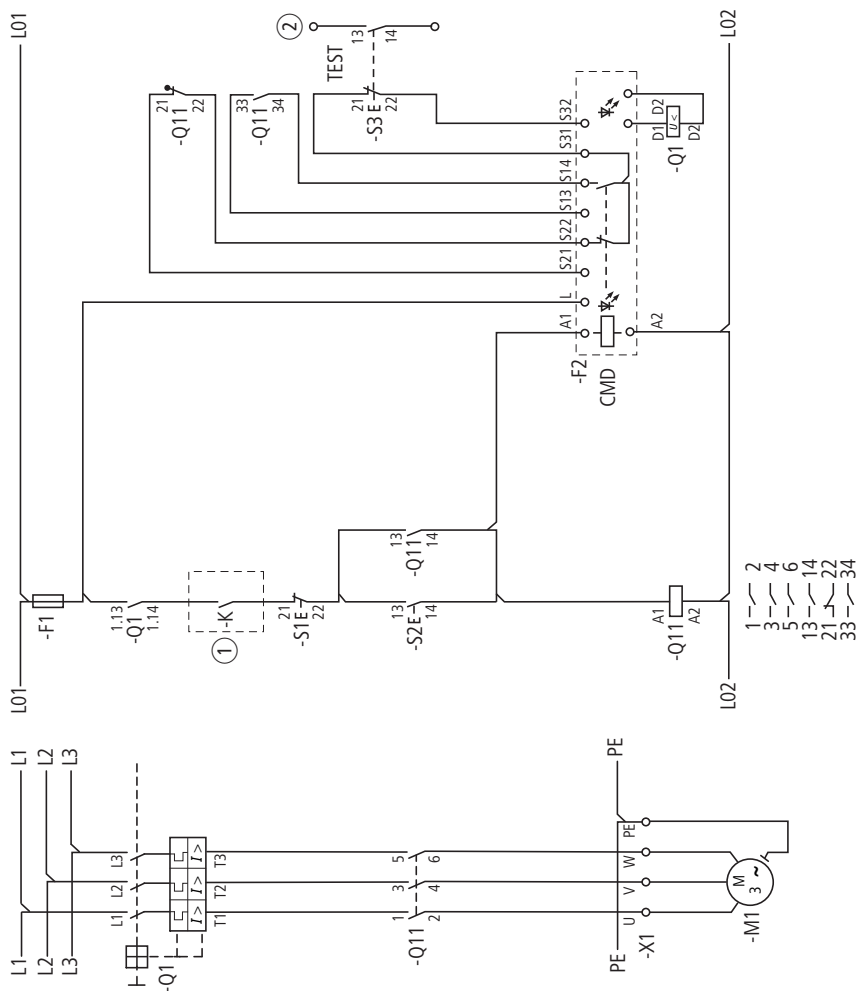 L01
L01
-F1
1.13
-Q1
1.14
-K
1
21
-S1 E
22
13
-S2 E
14
13
-Q11
14
A1
-Q11
A2
L02
L02
1 2
3 4
5 6
13 14
21 22
33 34
21
-Q11
22
33
-Q11
34
TEST
2
13
14
21
-S3 E
22
A1
L
S21
S22
S13
S14
S31
S32
-F2
CMD
A2
D1
D2
U <
D2
-Q1
L1
L2
L3
L1
L2
L3
L1
L2
L3
-Q1
I >
I >
I >
T1
T2
T3
1
3
5
-Q11
2
4
6
PE
PE
U
V
W
PE
-X1
M
3 ~
-M1